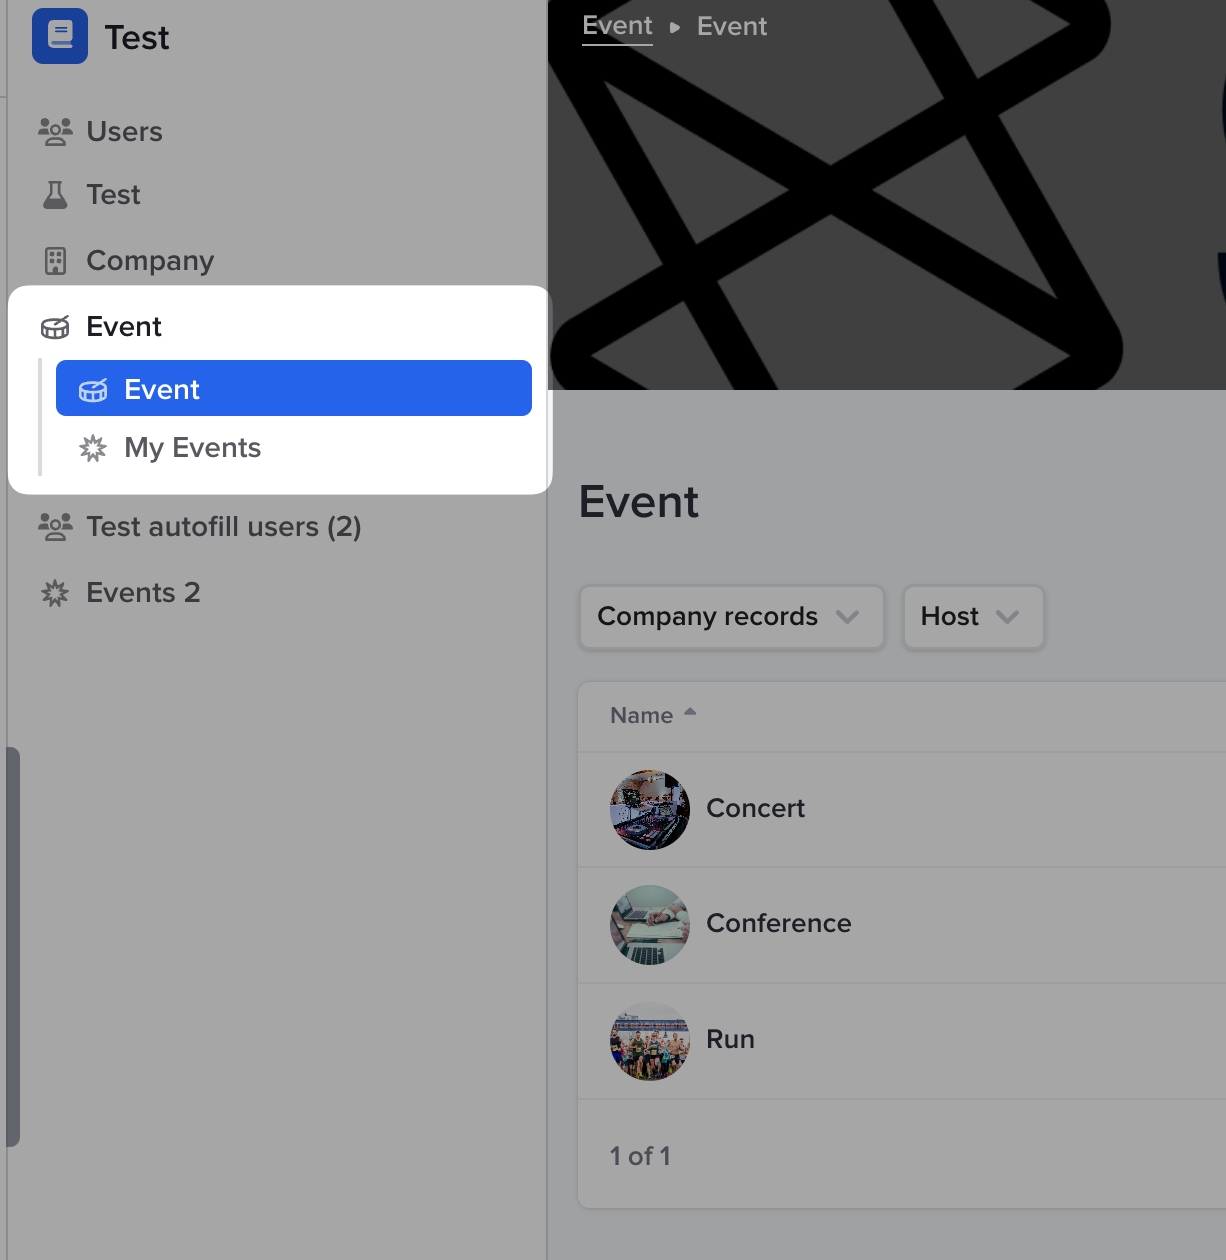 Test
Users
Test
Company
Event
Event
My Events
Test autofill users (2)
Events 2
Event ▸ Event
Event
Company records
Host
Name
Concert
Conference
Run
1 of 1